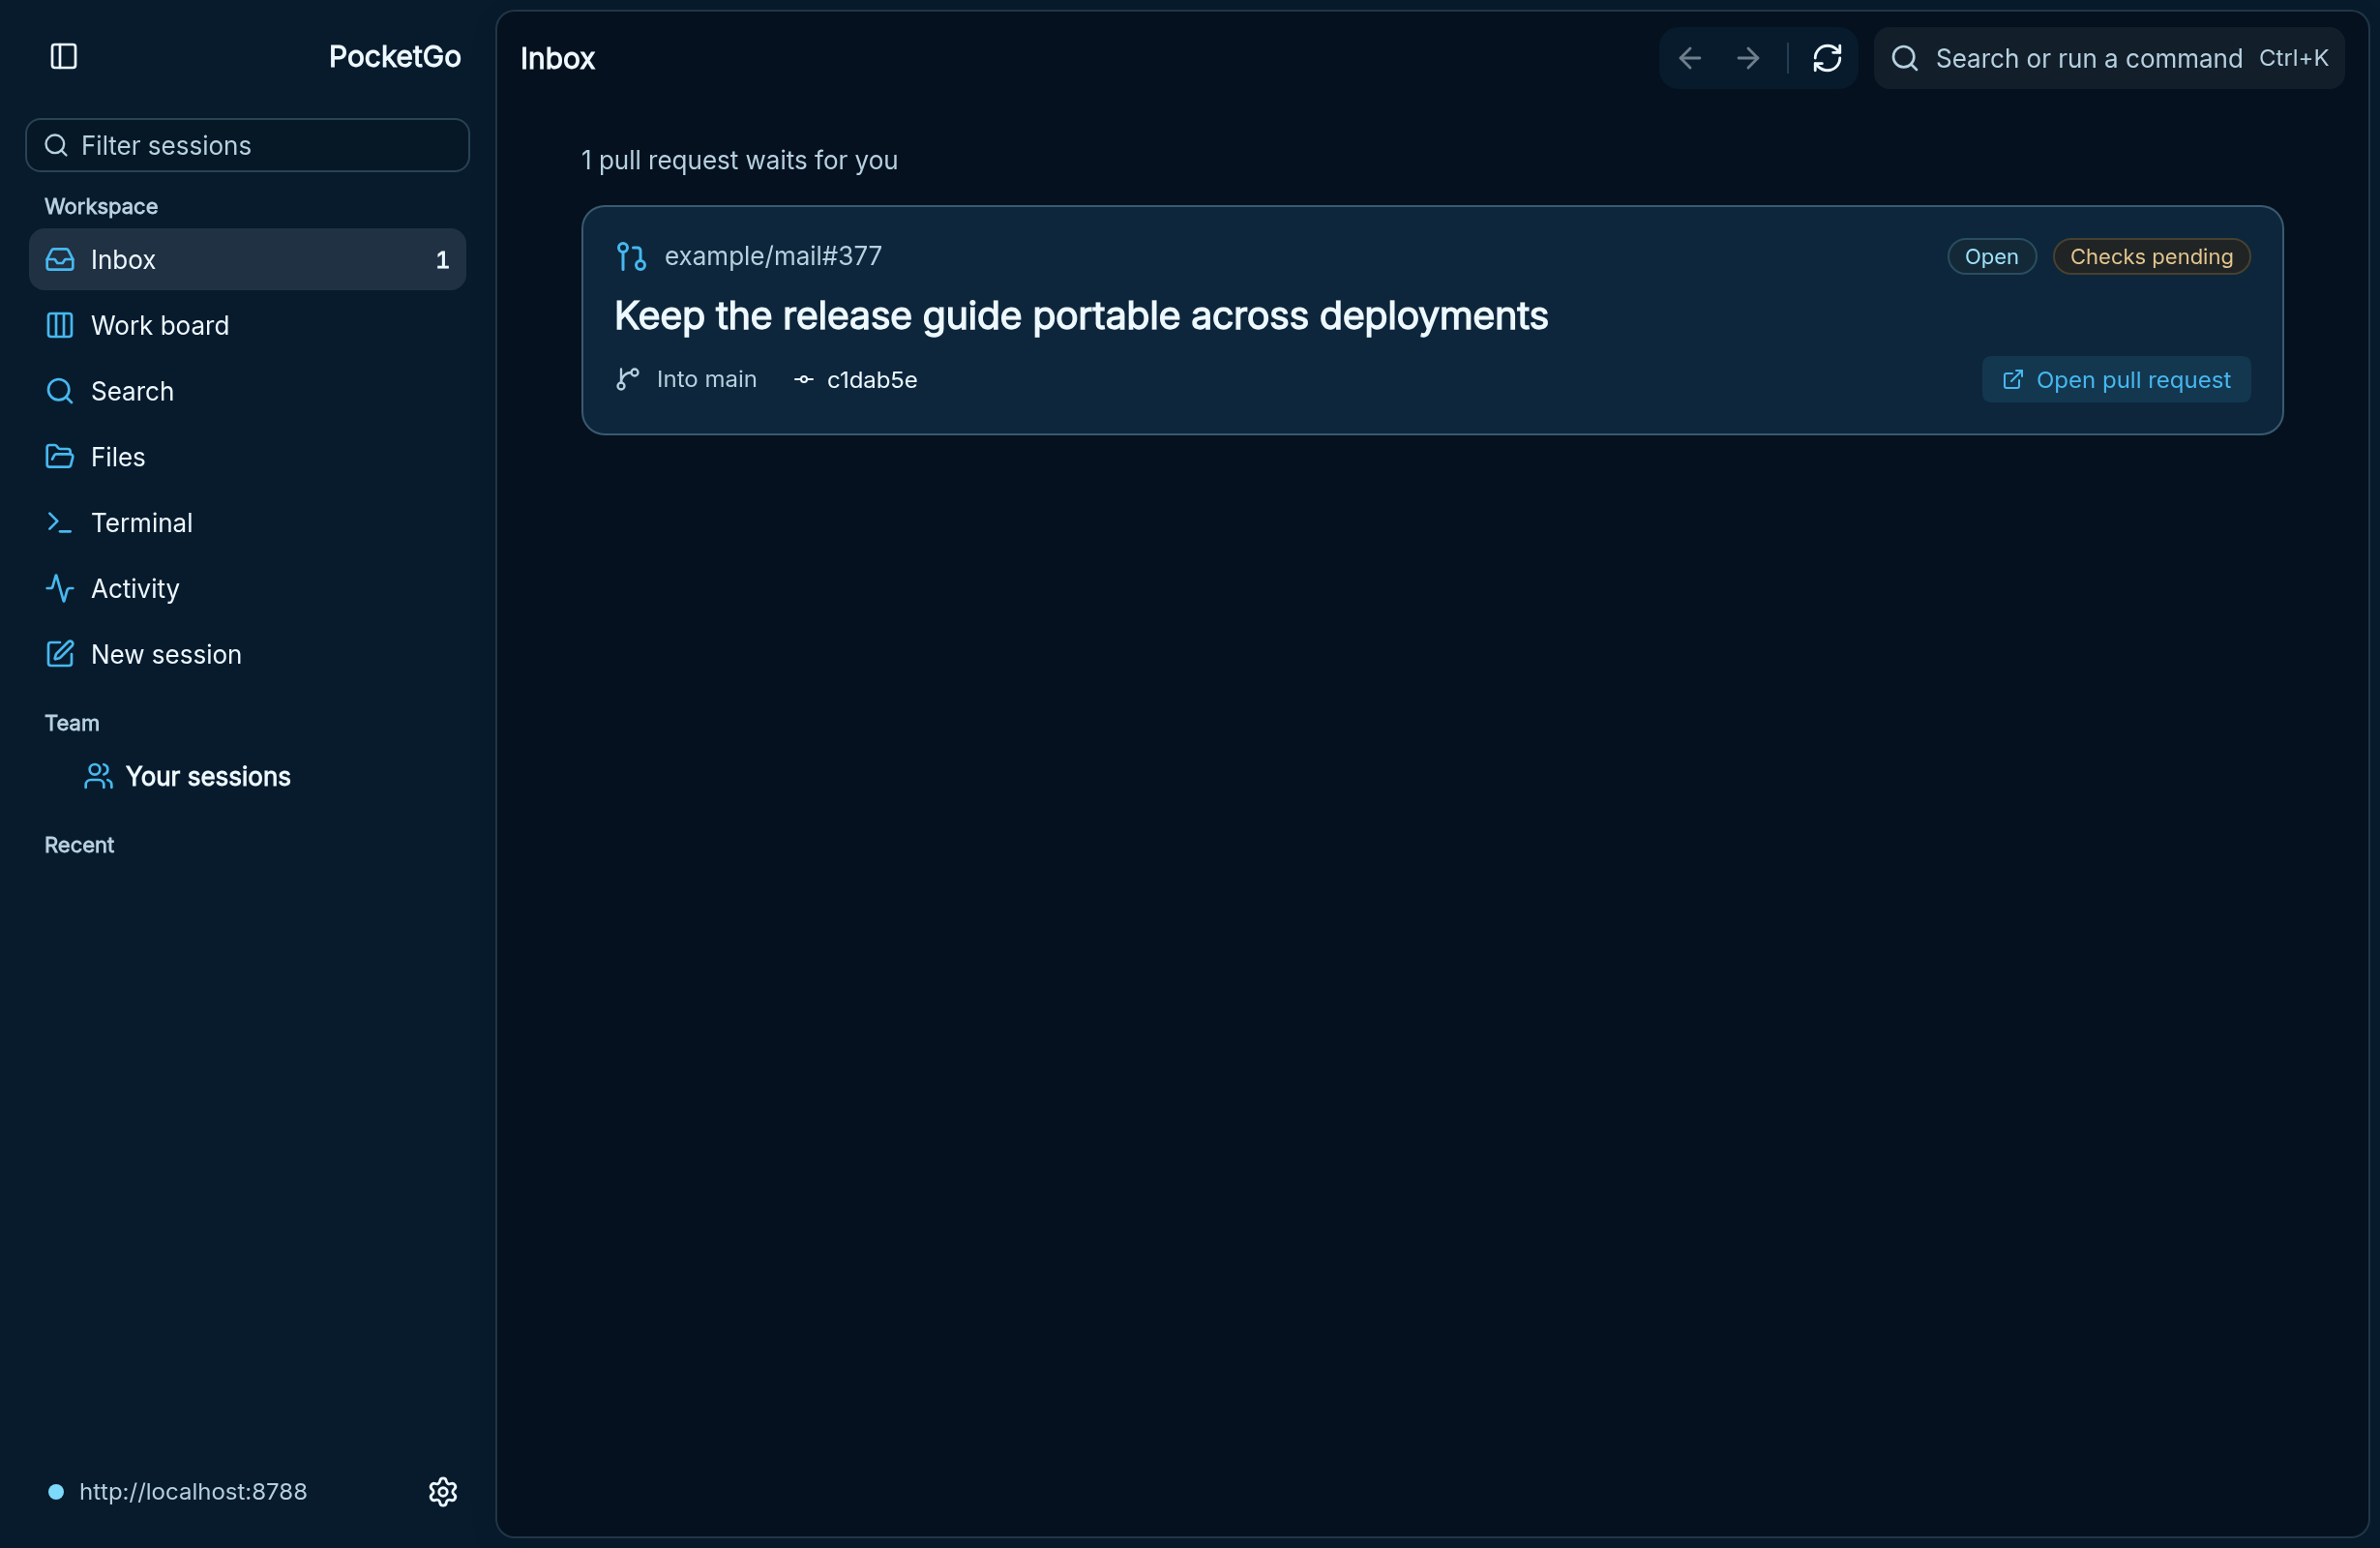 PocketGo
Filter sessions
Workspace
Inbox 1
Work board
Search
Files
Terminal
Activity
New session
Team
Your sessions
Recent
http://localhost:8788
Inbox
Search or run a command Ctrl+K
1 pull request waits for you
example/mail#377 Open Checks pending
Keep the release guide portable across deployments
Into main c1dab5e Open pull request